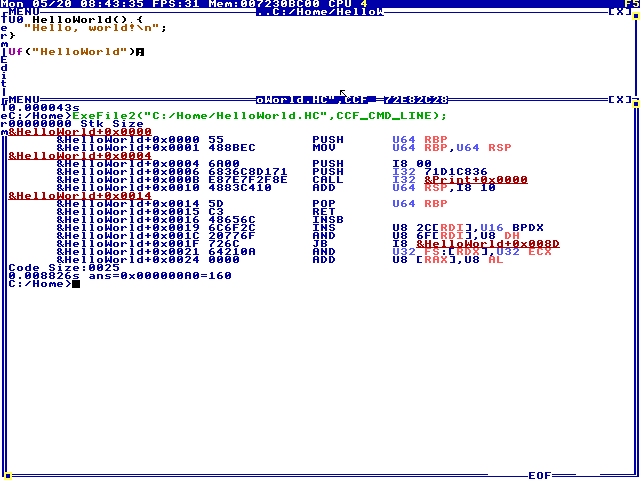 Mon 05/20 08:43:35 FPS:31 Mem:007230BC00 CPU 4 F5
MENU ..C:/Home/HelloW [X]
TU0 HelloWorld() {
"Hello, world!\n";
}
Uf("HelloWorld");
MENU oWorld.HC",CCF 72E82C28 [X]
0.000043s
C:/Home>ExeFile2("C:/Home/HelloWorld.HC",CCF_CMD_LINE);
00000000 Stk Size
&HelloWorld+0x0000
&HelloWorld+0x0000 55 PUSH U64 RBP
&HelloWorld+0x0001 488BEC MOV U64 RBP,U64 RSP
&HelloWorld+0x0004
&HelloWorld+0x0004 6A00 PUSH I8 00
&HelloWorld+0x0006 6836C8D171 PUSH I32 71D1C836
&HelloWorld+0x000B E87E7F2F8E CALL I32 &Print+0x0000
&HelloWorld+0x0010 4883C410 ADD U64 RSP,I8 10
&HelloWorld+0x0014
&HelloWorld+0x0014 5D POP U64 RBP
&HelloWorld+0x0015 C3 RET
&HelloWorld+0x0016 48656C INSB
&HelloWorld+0x0019 6C6F2C INS U8 2C[RDI],U16 BPDX
&HelloWorld+0x001C 20776F AND U8 6F[RDI],U8 DH
&HelloWorld+0x001F 726C JB I8 &HelloWorld+0x008D
&HelloWorld+0x0021 64210A AND U32 FS:[RDX],U32 ECX
&HelloWorld+0x0024 0000 ADD U8 [RAX],U8 AL
Code Size:0025
0.008826s ans=0x000000A0=160
C:/Home>
EOF